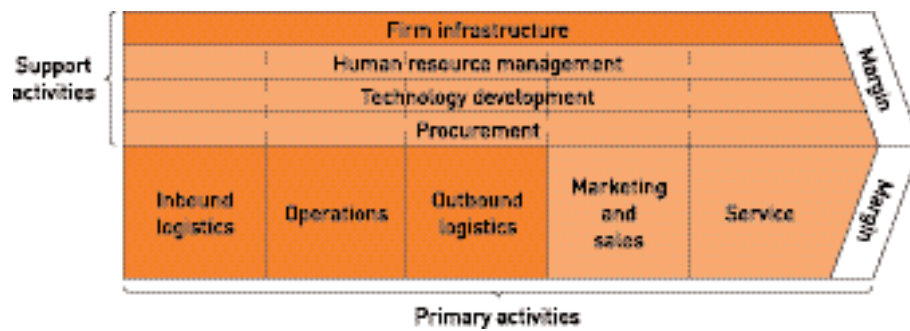 Firm infrastructure
Support
activities
Human resource management
Technology development
Procurement
Margin
Inbound
logistics
Operations
Outbound
logistics
Marketing
and
sales
Service
Margin
Primary activities